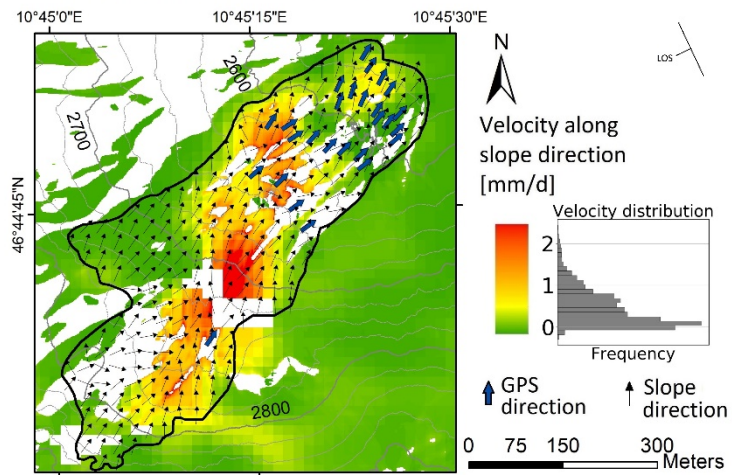 10°45'0"E 10°45'15"E 10°45'30"E
46°44'45"N
2600
2700
2800
N
LOS
Velocity along
slope direction
[mm/d]
Velocity distribution
2
1
0
Frequency
GPS
direction
Slope
direction
0 75 150 300
Meters